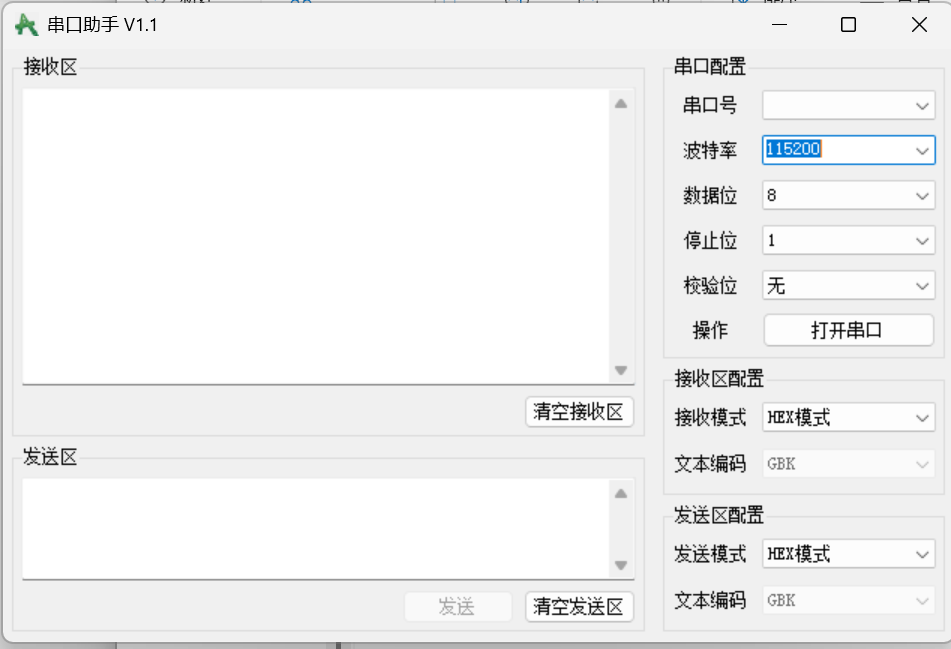 串口助手 V1.1
接收区
清空接收区
发送区
发送
清空发送区
串口配置
串口号
波特率 115200
数据位 8
停止位 1
校验位 无
操作 打开串口
接收区配置
接收模式 HEX模式
文本编码 GBK
发送区配置
发送模式 HEX模式
文本编码 GBK